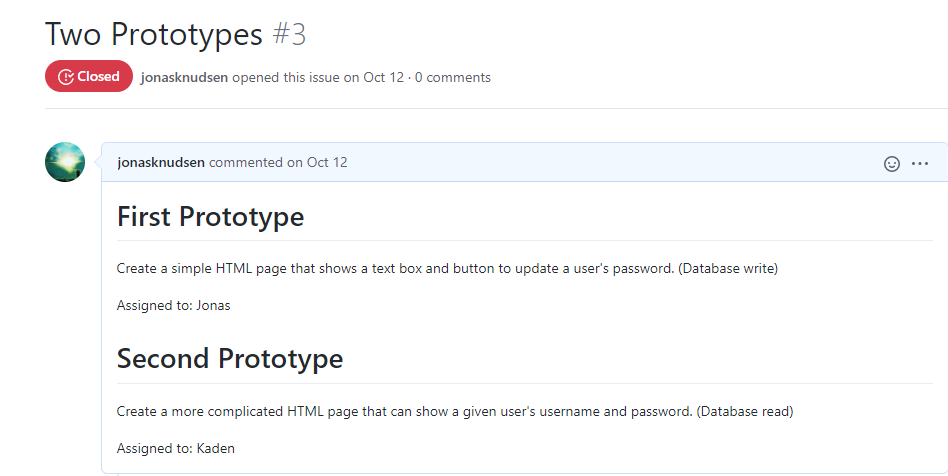 Two Prototypes #3
Closed jonasknudsen opened this issue on Oct 12 · 0 comments
jonasknudsen commented on Oct 12
First Prototype
Create a simple HTML page that shows a text box and button to update a user's password. (Database write)
Assigned to: Jonas
Second Prototype
Create a more complicated HTML page that can show a given user's username and password. (Database read)
Assigned to: Kaden